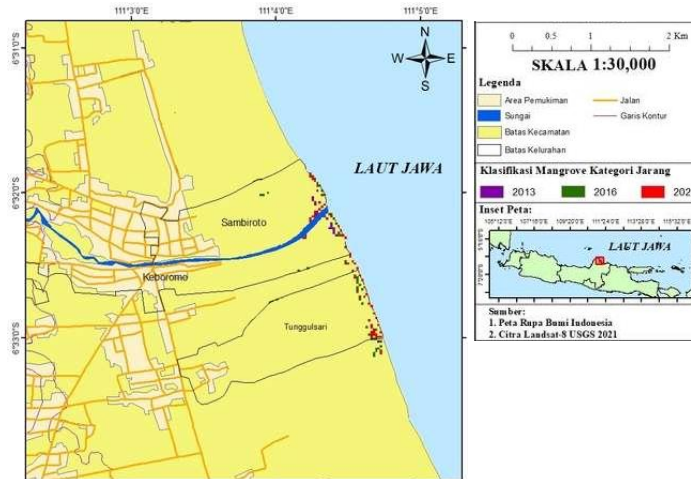 111°3'0"E 111°4'0"E 111°5'0"E
6°31'0"S
6°32'0"S
6°33'0"S
N
W E
S
LAUT JAWA
Sambiroto
Keboromo
Tunggulsari
0 0.5 1 2 Km
SKALA 1:30,000
Legenda
Area Pemukiman
Jalan
Sungai
Garis Kontur
Batas Kecamatan
Batas Kelurahan
Klasifikasi Mangrove Kategori Jarang
2013 2016 202
Inset Peta:
LAUT JAWA
Sumber:
1. Peta Rupa Bumi Indonesia
2. Citra Landsat-8 USGS 2021